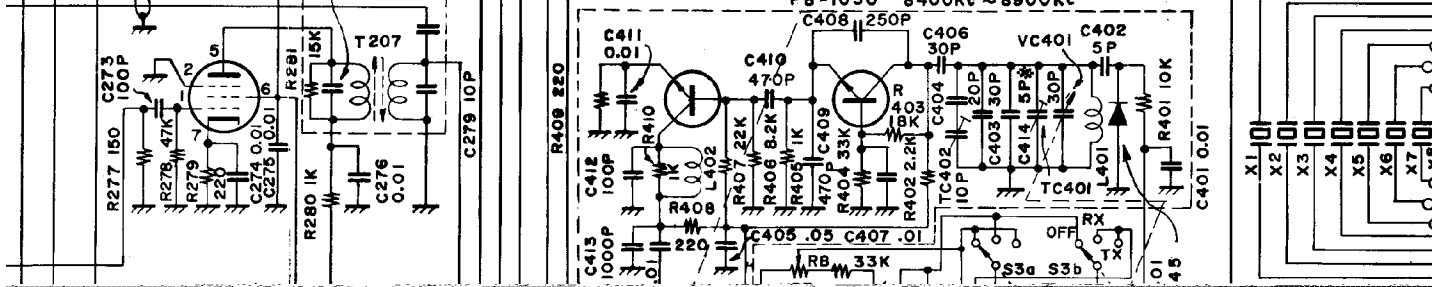 C273
100P
R277 150
2
1
5
6
7
R278 47K
R279
220
C274 0.01
C275 0.01
R281
15K
T207
R280 1K
C276
0.01
C279 10P
R409 220
C411
0.01
C412
100P
C413
1000P
R410
1K
L402
R408
220
C410
470P
R407 22K
R406 8.2K
R405 1K
C408
250P
C409
470P
R404 33K
R
403
18K
R402 2.2K
C405 .05
C407 .01
C406
30P
C404
20P
TC402
10P
C403
30P
C414
5P*
TC401
30P
VC401
L401
C402
5P
R401 10K
C401 0.01
RB
33K
OFF
RX
TX
S3a
S3b
.01
01
45
X1
X2
X3
X4
X5
X6
X7